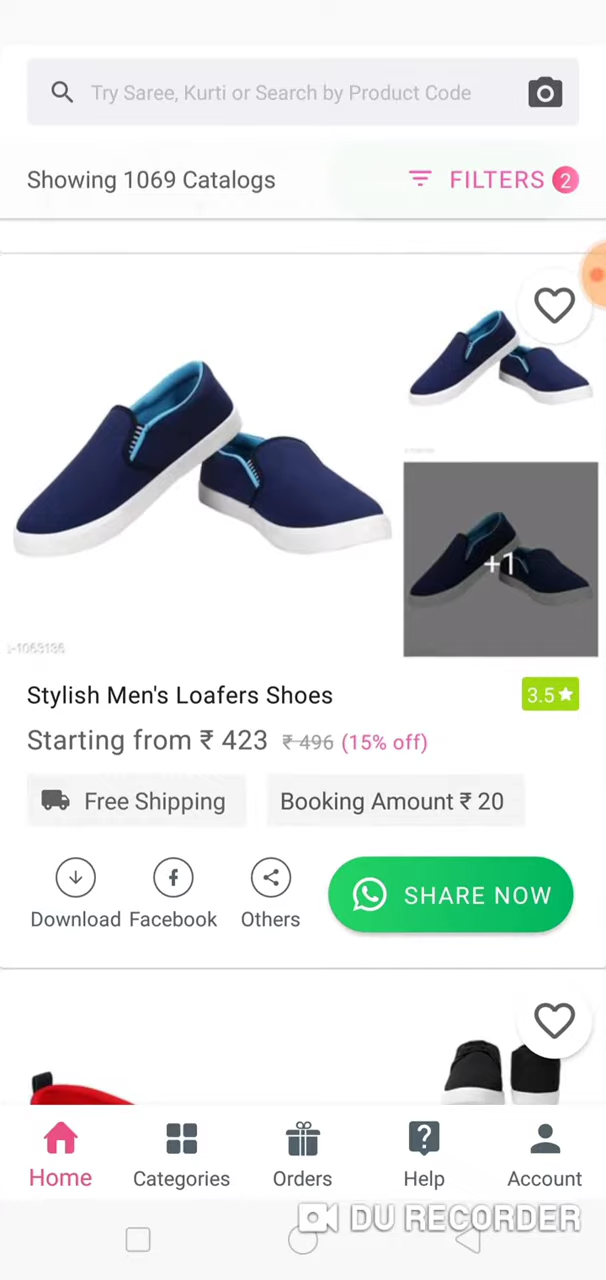 Try Saree, Kurti or Search by Product Code
Showing 1069 Catalogs FILTERS 2
+1
Stylish Men's Loafers Shoes 3.5★
Starting from ₹ 423 ₹ 496 (15% off)
Free Shipping Booking Amount ₹ 20
Download Facebook Others SHARE NOW
Home Categories Orders Help Account
DU RECORDER